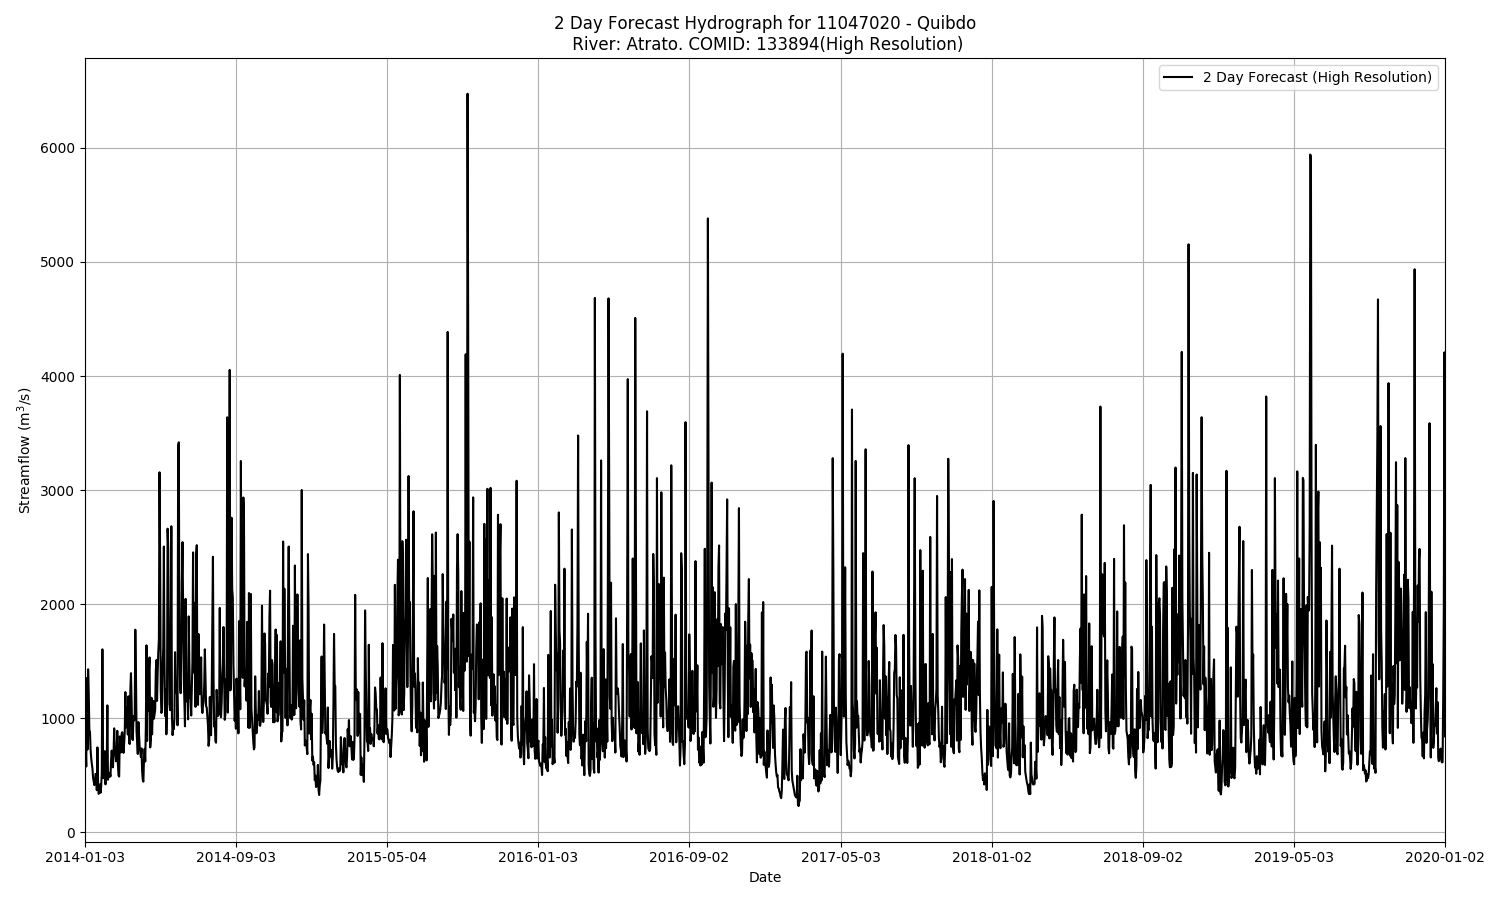 2 Day Forecast Hydrograph for 11047020 - Quibdo
River: Atrato. COMID: 133894(High Resolution)
2 Day Forecast (High Resolution)
Streamflow (m³/s)
6000
5000
4000
3000
2000
1000
0
2014-01-03 2014-09-03 2015-05-04 2016-01-03 2016-09-02 2017-05-03 2018-01-02 2018-09-02 2019-05-03 2020-01-02
Date